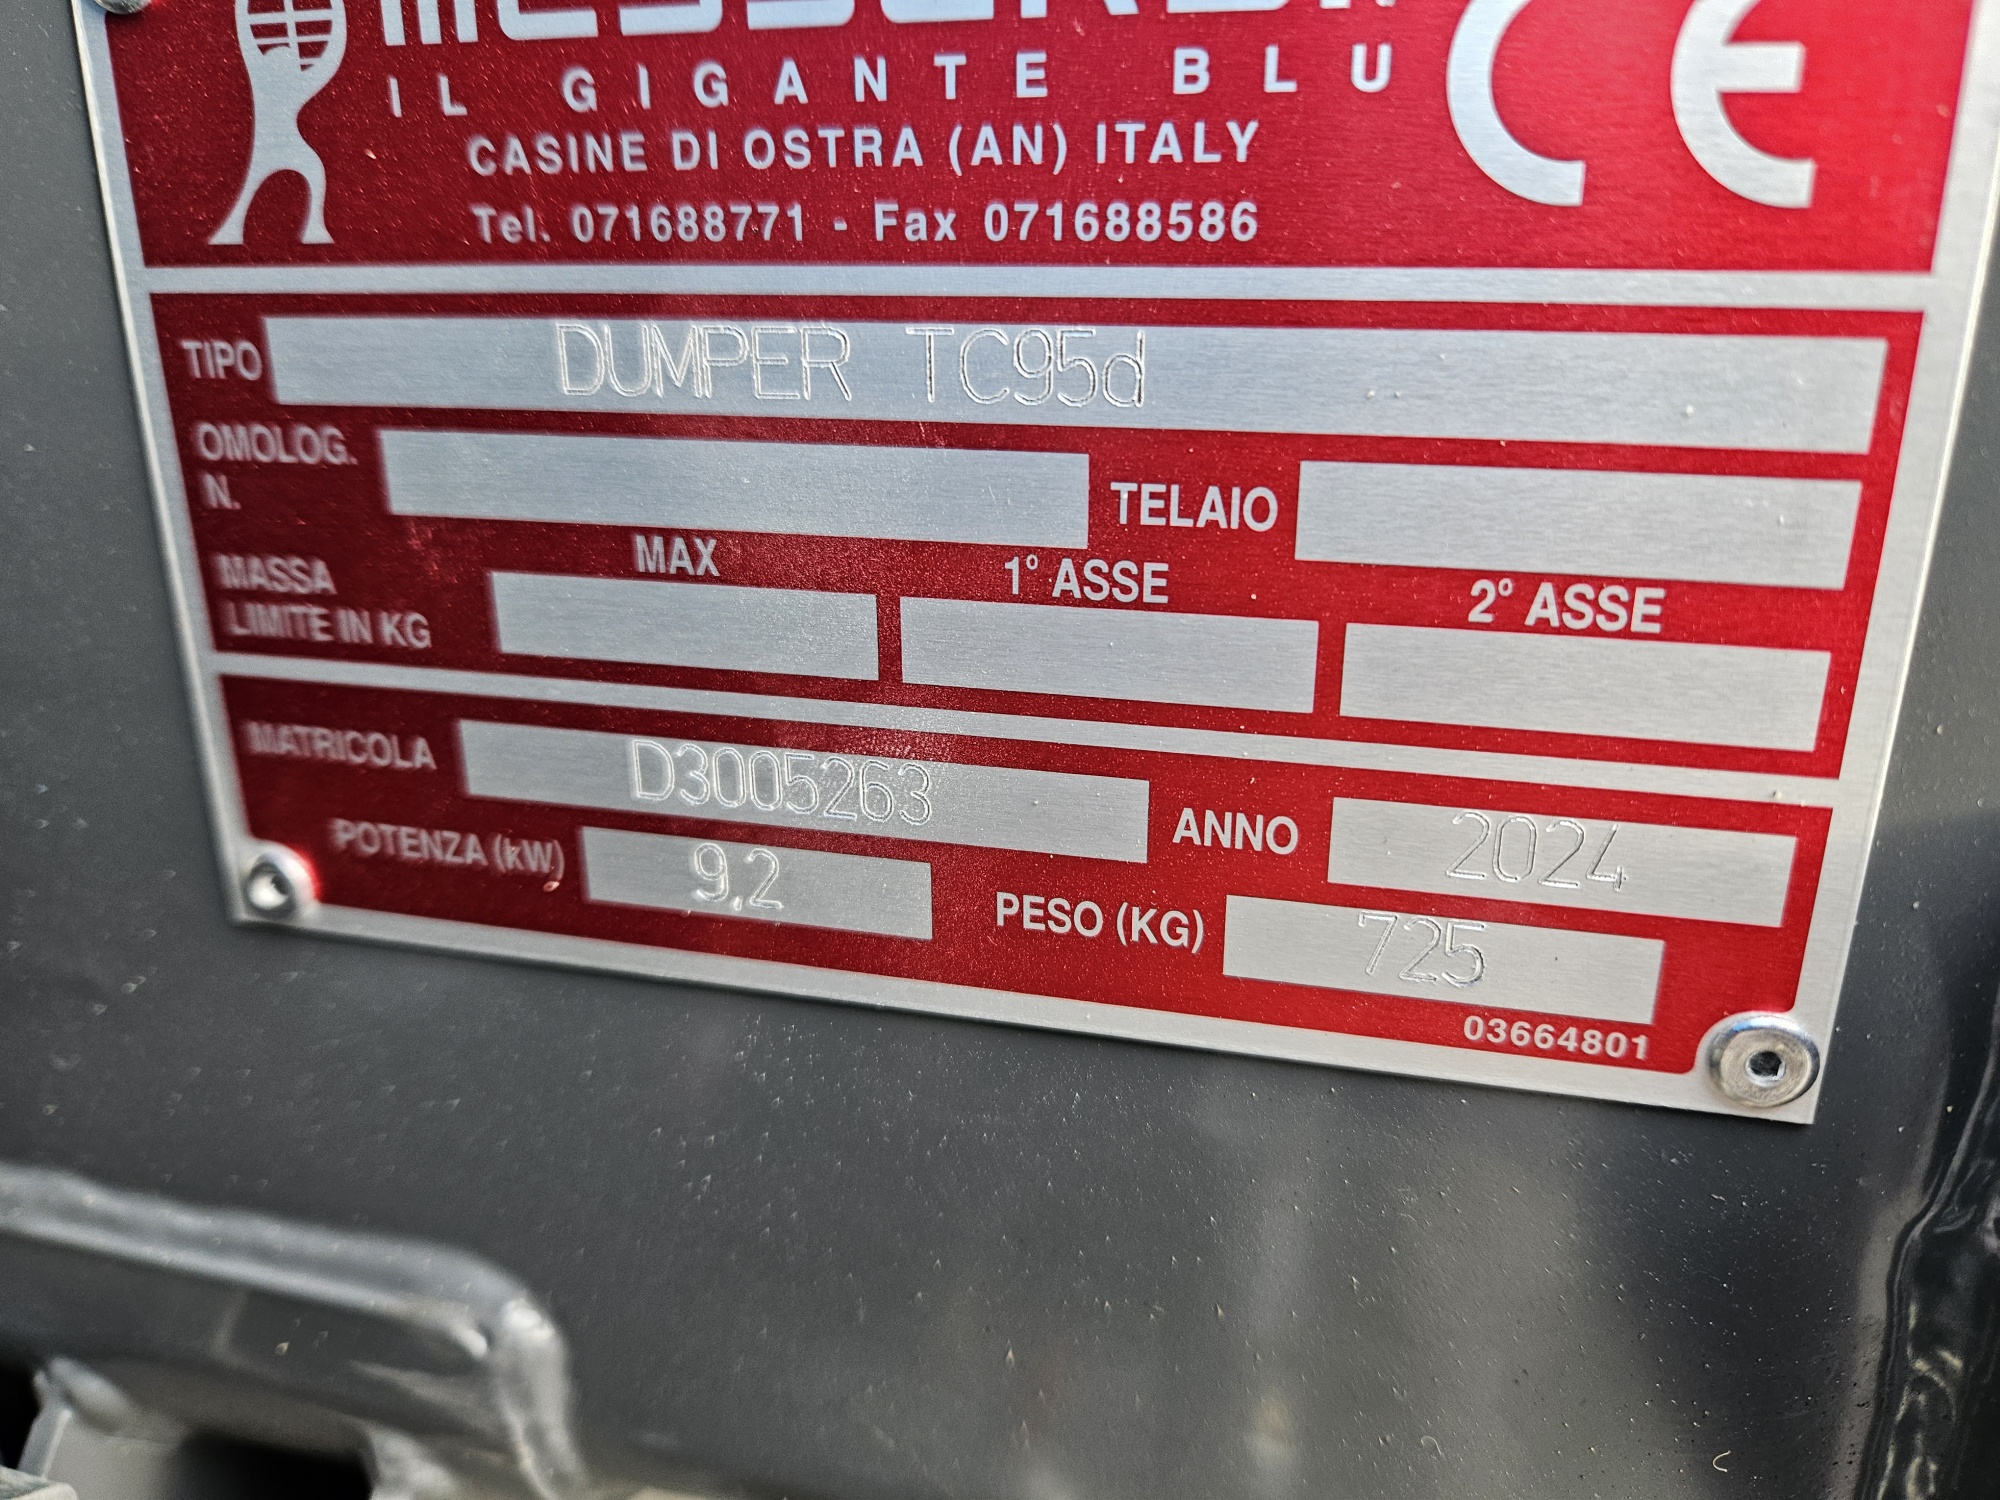 IL GIGANTE BLU
CASINE DI OSTRA (AN) ITALY
Tel. 071688771 - Fax 071688586
CE
TIPO DUMPER TC95d
OMOLOG. N. TELAIO
MASSA LIMITE IN KG MAX 1° ASSE 2° ASSE
MATRICOLA D3005263 ANNO 2024
POTENZA (kW) 9,2 PESO (KG) 725
03664801